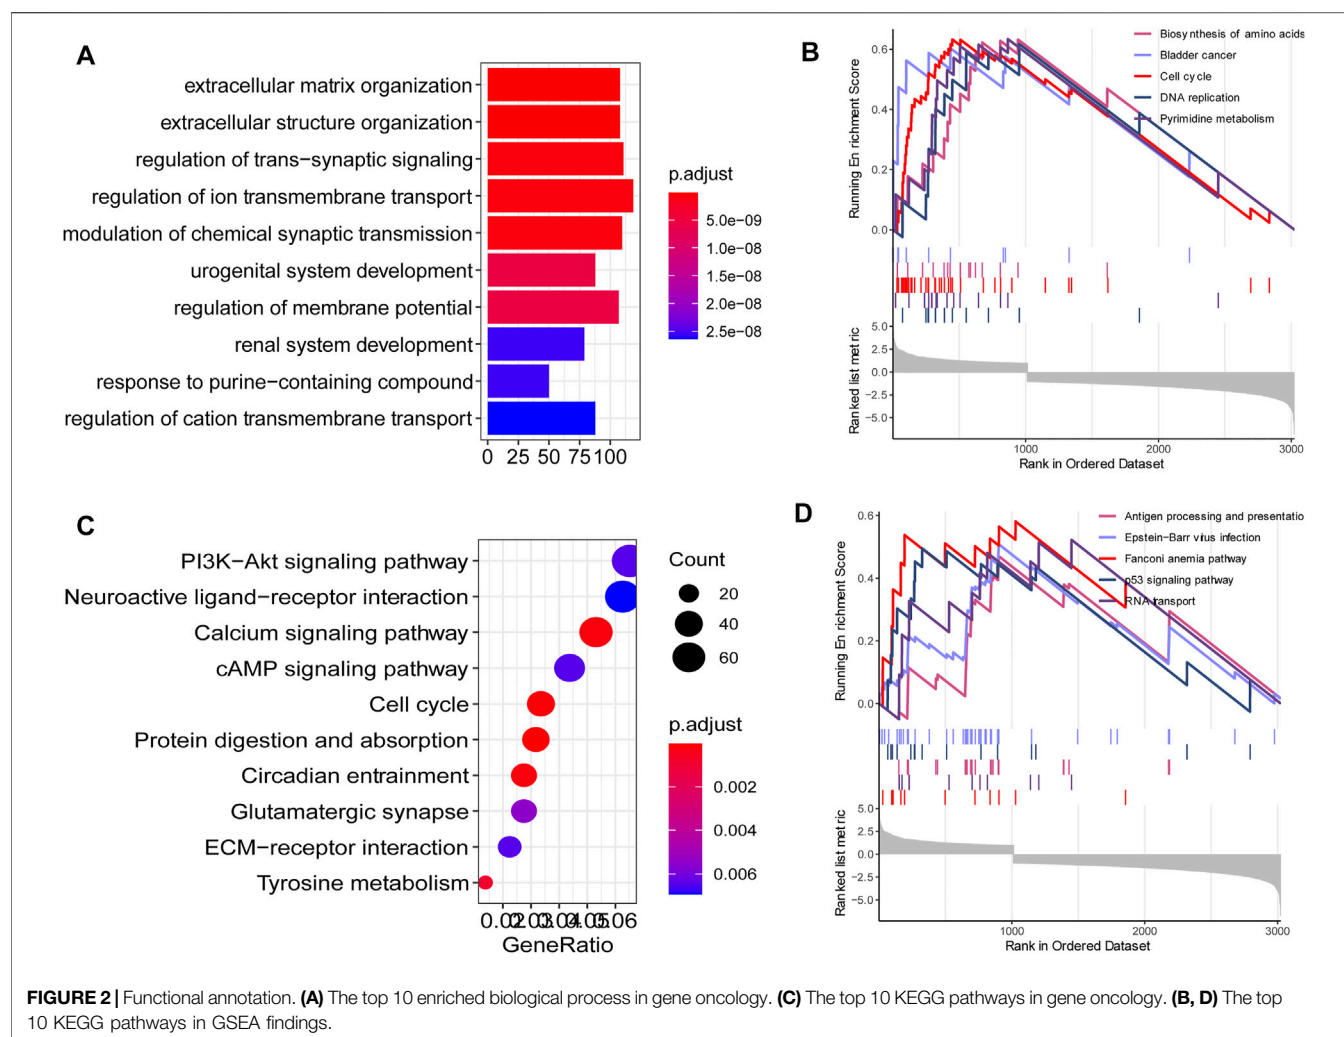 A
extracellular matrix organization
extracellular structure organization
regulation of trans−synaptic signaling
regulation of ion transmembrane transport
modulation of chemical synaptic transmission
urogenital system development
regulation of membrane potential
renal system development
response to purine−containing compound
regulation of cation transmembrane transport
0 25 50 75 100
p.adjust
5.0e−09
1.0e−08
1.5e−08
2.0e−08
2.5e−08
B
Biosynthesis of amino acids
Bladder cancer
Cell cycle
DNA replication
Pyrimidine metabolism
Running Enrichment Score
0.6
0.4
0.2
0.0
Ranked list metric
5.0
2.5
0.0
−2.5
−5.0
1000 2000 3000
Rank in Ordered Dataset
C
PI3K−Akt signaling pathway
Neuroactive ligand−receptor interaction
Calcium signaling pathway
cAMP signaling pathway
Cell cycle
Protein digestion and absorption
Circadian entrainment
Glutamatergic synapse
ECM−receptor interaction
Tyrosine metabolism
0.02 0.03 0.04 0.05 0.06
GeneRatio
Count
20
40
60
p.adjust
0.002
0.004
0.006
D
Antigen processing and presentatio
Epstein−Barr virus infection
Fanconi anemia pathway
p53 signaling pathway
RNA transport
Running Enrichment Score
0.6
0.4
0.2
0.0
Ranked list metric
5.0
2.5
0.0
−2.5
−5.0
1000 2000 3000
Rank in Ordered Dataset
FIGURE 2 | Functional annotation. (A) The top 10 enriched biological process in gene oncology. (C) The top 10 KEGG pathways in gene oncology. (B, D) The top
10 KEGG pathways in GSEA findings.